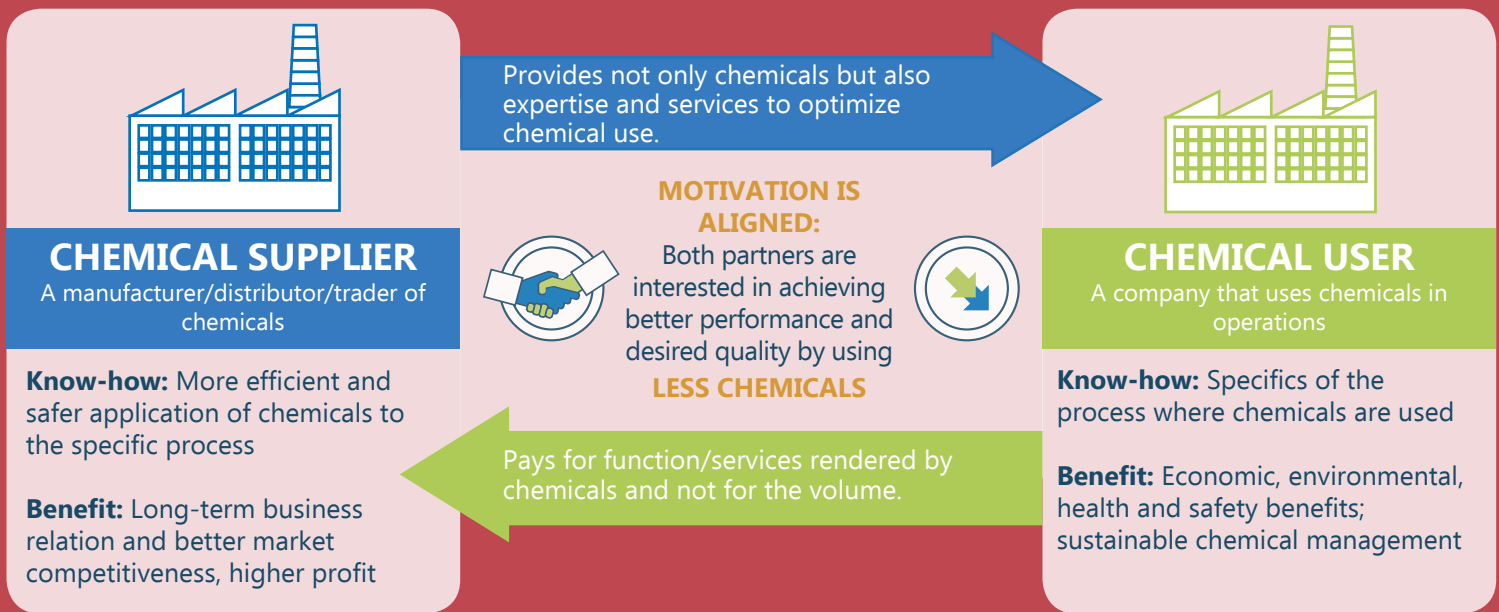 CHEMICAL SUPPLIER
A manufacturer/distributor/trader of
chemicals
Know-how: More efficient and
safer application of chemicals to
the specific process
Benefit: Long-term business
relation and better market
competitiveness, higher profit
Provides not only chemicals but also
expertise and services to optimize
chemical use.
MOTIVATION IS
ALIGNED:
Both partners are
interested in achieving
better performance and
desired quality by using
LESS CHEMICALS
Pays for function/services rendered by
chemicals and not for the volume.
CHEMICAL USER
A company that uses chemicals in
operations
Know-how: Specifics of the
process where chemicals are used
Benefit: Economic, environmental,
health and safety benefits;
sustainable chemical management